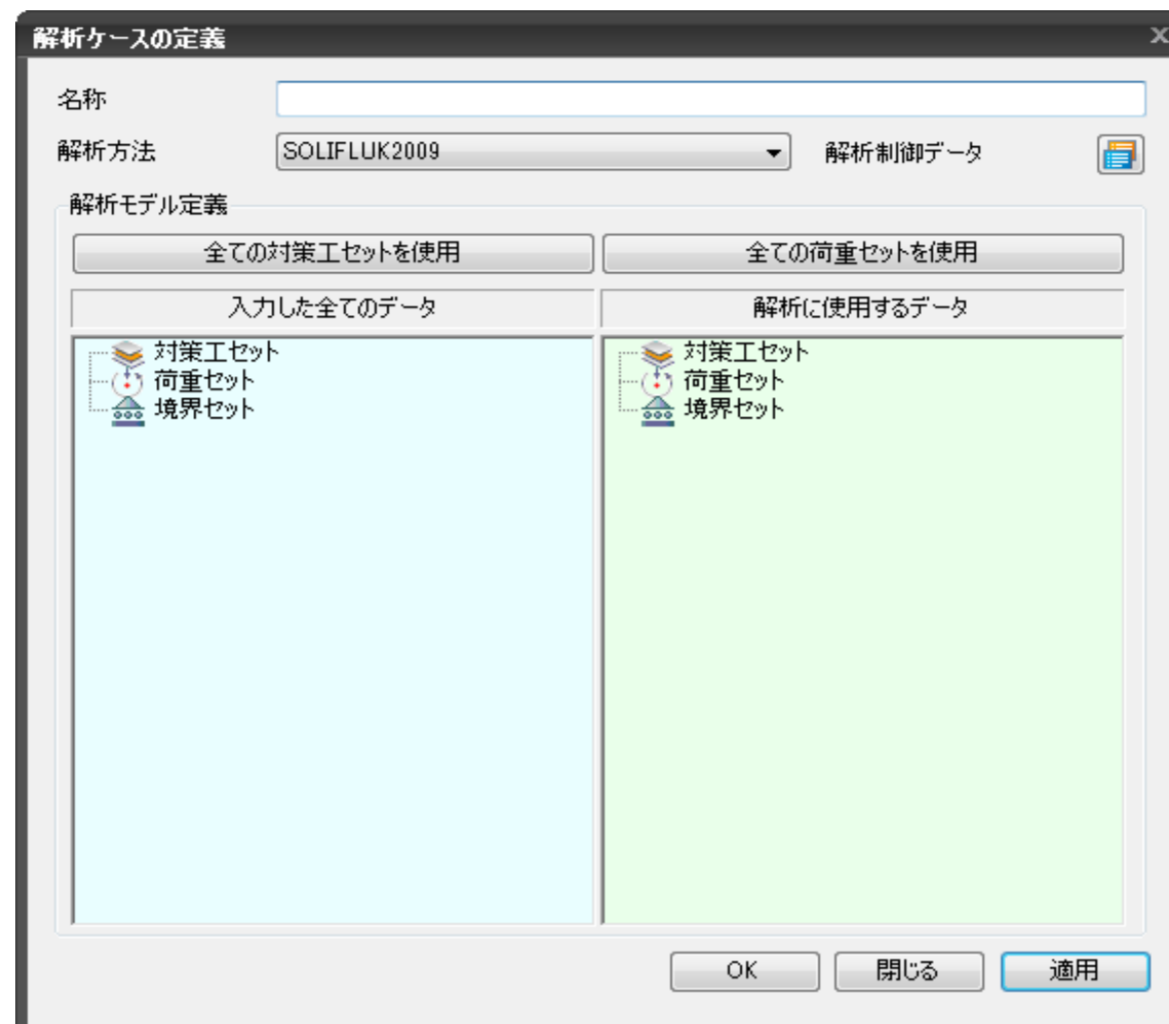 解析ケースの定義
名称
解析方法 SOLIFLUK2009 解析制御データ
解析モデル定義
全ての対策工セットを使用 全ての荷重セットを使用
入力した全てのデータ 解析に使用するデータ
対策工セット 対策工セット
荷重セット 荷重セット
境界セット 境界セット
OK 閉じる 適用